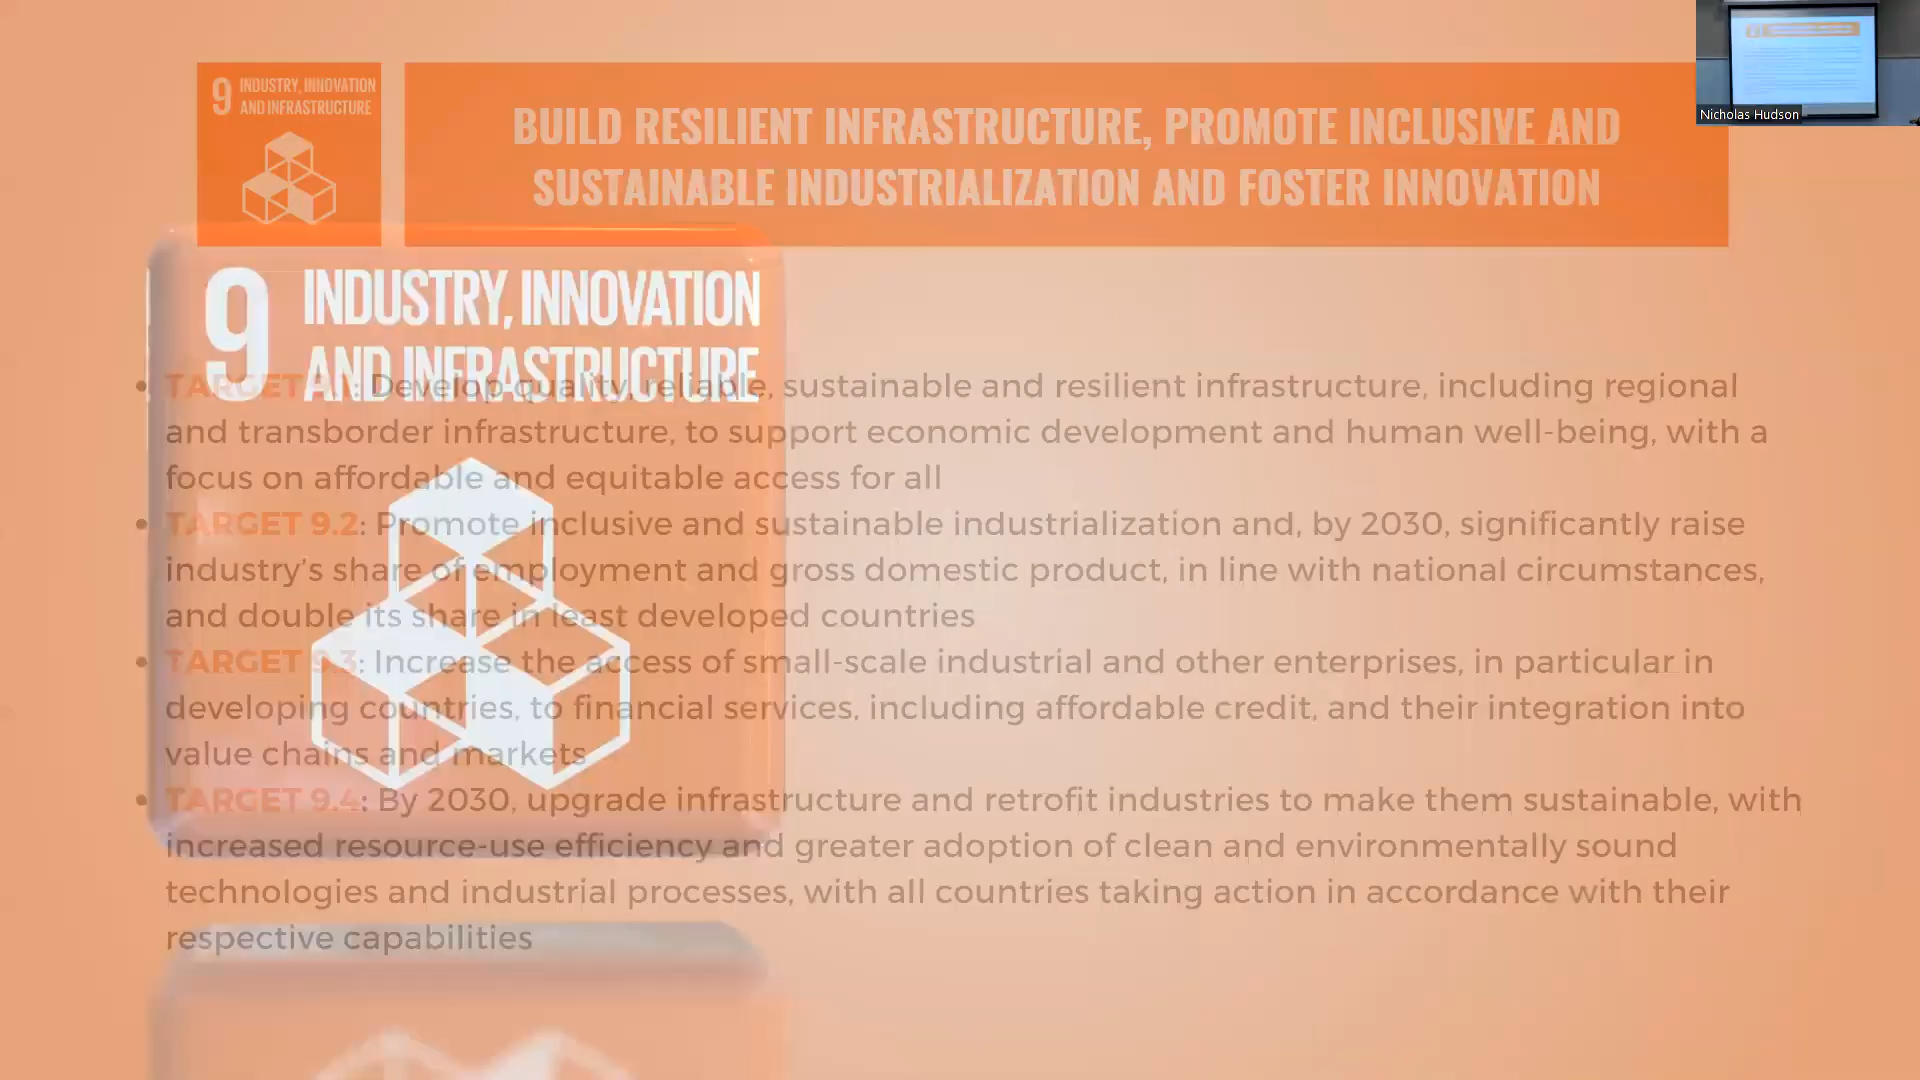 9 INDUSTRY, INNOVATION
AND INFRASTRUCTURE
BUILD RESILIENT INFRASTRUCTURE, PROMOTE INCLUSIVE AND
SUSTAINABLE INDUSTRIALIZATION AND FOSTER INNOVATION
Nicholas Hudson
9 INDUSTRY, INNOVATION
AND INFRASTRUCTURE
• TARGET 9.1: Develop quality, reliable, sustainable and resilient infrastructure, including regional
and transborder infrastructure, to support economic development and human well-being, with a
focus on affordable and equitable access for all
• TARGET 9.2: Promote inclusive and sustainable industrialization and, by 2030, significantly raise
industry's share of employment and gross domestic product, in line with national circumstances,
and double its share in least developed countries
• TARGET 9.3: Increase the access of small-scale industrial and other enterprises, in particular in
developing countries, to financial services, including affordable credit, and their integration into
value chains and markets
• TARGET 9.4: By 2030, upgrade infrastructure and retrofit industries to make them sustainable, with
increased resource-use efficiency and greater adoption of clean and environmentally sound
technologies and industrial processes, with all countries taking action in accordance with their
respective capabilities